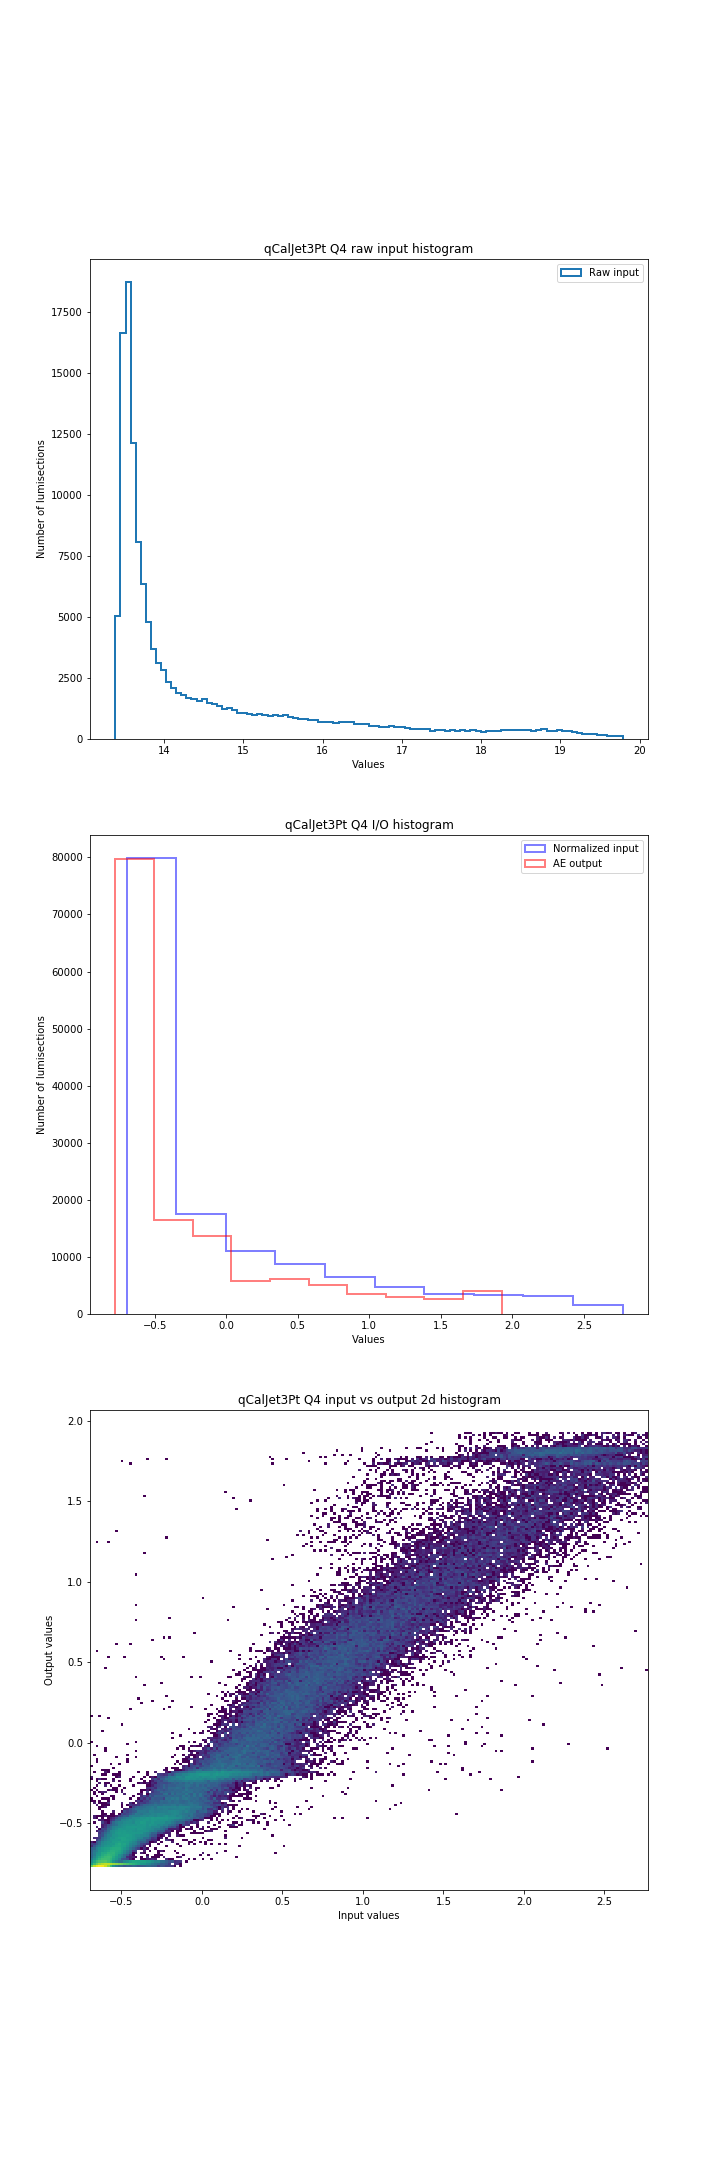 qCalJet3Pt Q4 raw input histogram
Raw input
17500
15000
12500
10000
7500
5000
2500
0
Number of lumisections
14 15 16 17 18 19 20
Values
qCalJet3Pt Q4 I/O histogram
Normalized input
AE output
80000
70000
60000
50000
40000
30000
20000
10000
0
Number of lumisections
−0.5 0.0 0.5 1.0 1.5 2.0 2.5
Values
qCalJet3Pt Q4 input vs output 2d histogram
2.0
1.5
1.0
0.5
0.0
−0.5
Output values
−0.5 0.0 0.5 1.0 1.5 2.0 2.5
Input values